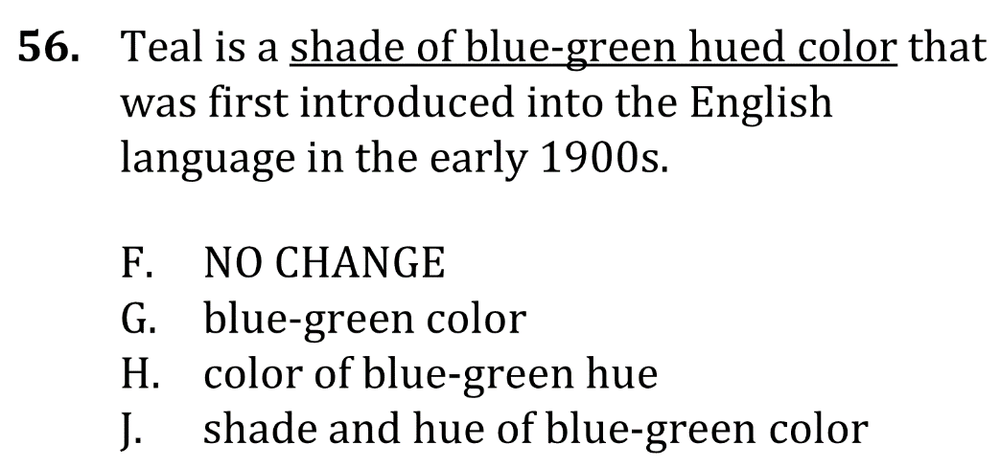 56. Teal is a shade of blue-green hued color that
was first introduced into the English
language in the early 1900s.
F. NO CHANGE
G. blue-green color
H. color of blue-green hue
J. shade and hue of blue-green color